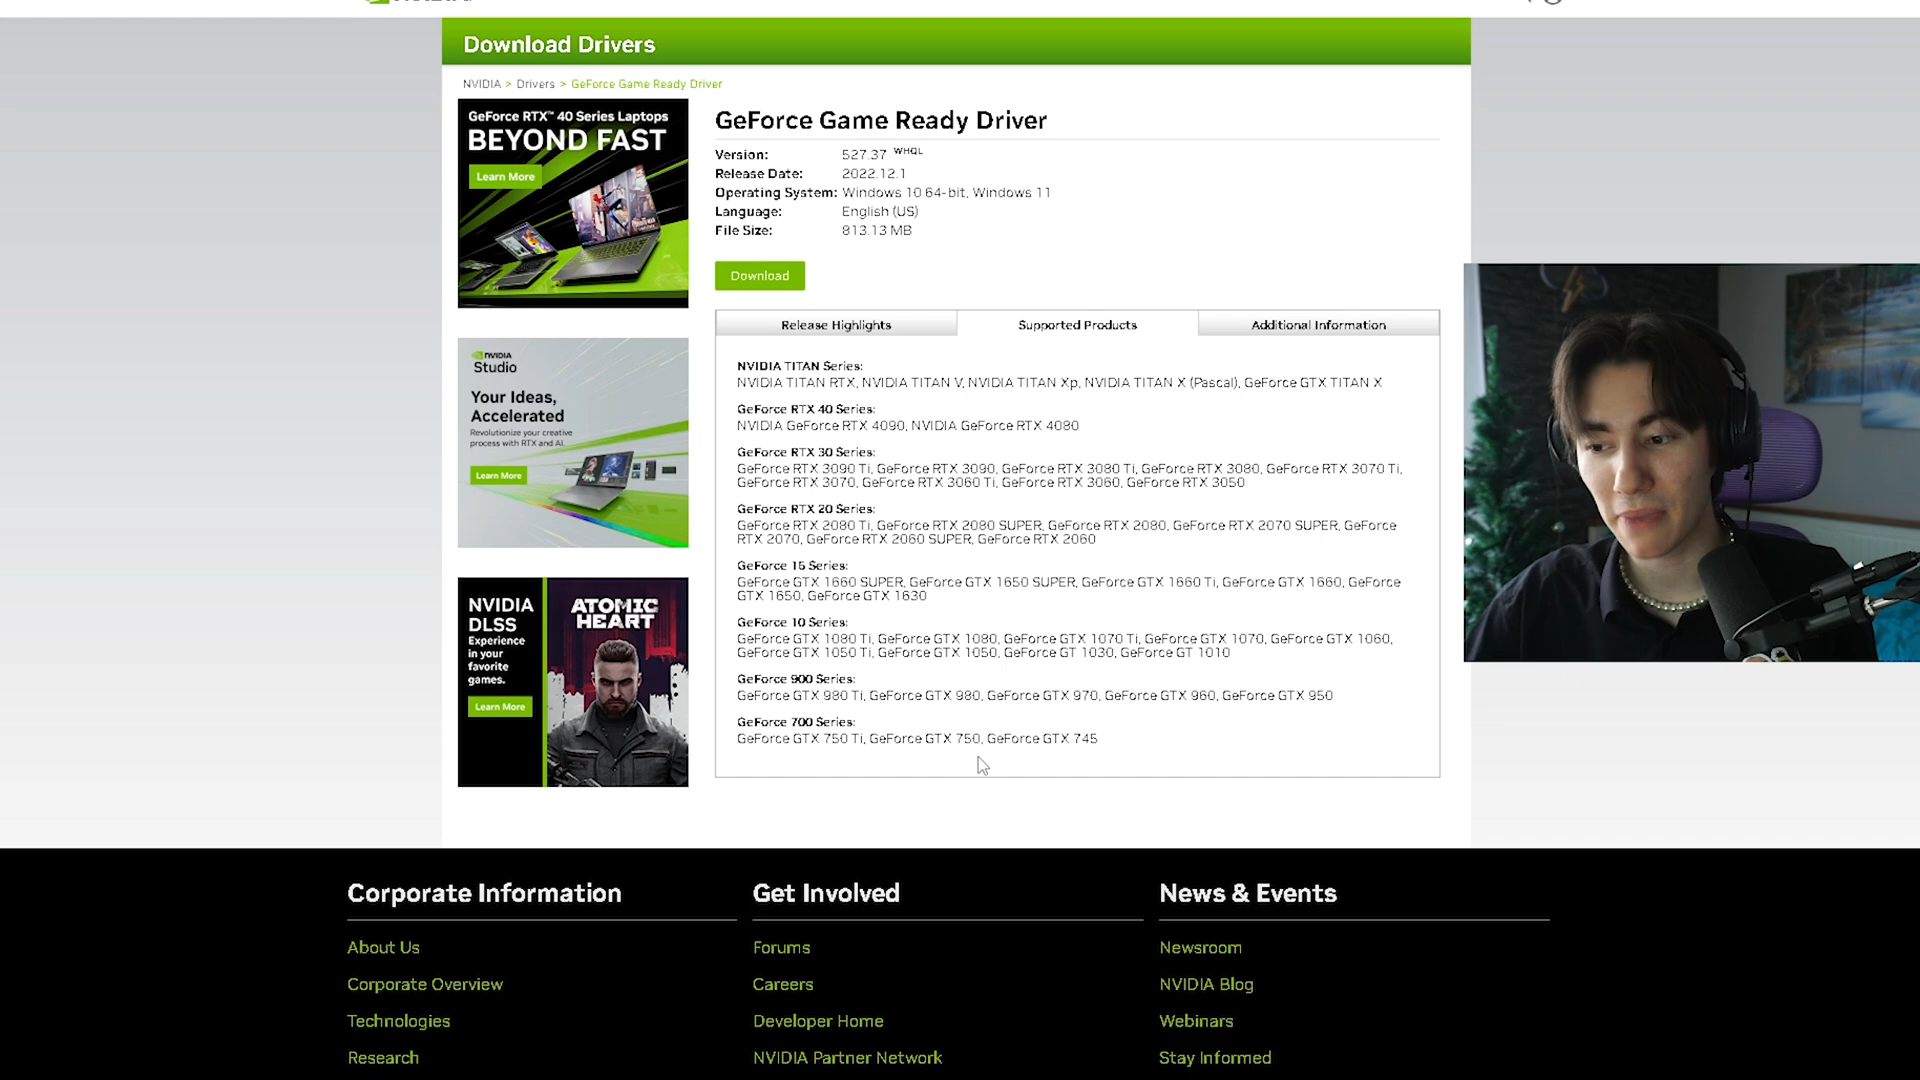 Download Drivers
NVIDIA > Drivers > GeForce Game Ready Driver
GeForce RTX™ 40 Series Laptops
BEYOND FAST
Learn More
NVIDIA
Studio
Your Ideas,
Accelerated
Revolutionize your creative
process with RTX and AI.
Learn More
NVIDIA
DLSS
Experience
in your
favorite
games.
Learn More
ATOMIC
HEART
GeForce Game Ready Driver
Version: 527.37 WHQL
Release Date: 2022.12.1
Operating System: Windows 10 64-bit, Windows 11
Language: English (US)
File Size: 813.13 MB
Download
Release Highlights Supported Products Additional Information
NVIDIA TITAN Series:
NVIDIA TITAN RTX, NVIDIA TITAN V, NVIDIA TITAN Xp, NVIDIA TITAN X (Pascal), GeForce GTX TITAN X
GeForce RTX 40 Series:
NVIDIA GeForce RTX 4090, NVIDIA GeForce RTX 4080
GeForce RTX 30 Series:
GeForce RTX 3090 Ti, GeForce RTX 3090, GeForce RTX 3080 Ti, GeForce RTX 3080, GeForce RTX 3070 Ti,
GeForce RTX 3070, GeForce RTX 3060 Ti, GeForce RTX 3060, GeForce RTX 3050
GeForce RTX 20 Series:
GeForce RTX 2080 Ti, GeForce RTX 2080 SUPER, GeForce RTX 2080, GeForce RTX 2070 SUPER, GeForce
RTX 2070, GeForce RTX 2060 SUPER, GeForce RTX 2060
GeForce 16 Series:
GeForce GTX 1660 SUPER, GeForce GTX 1650 SUPER, GeForce GTX 1660 Ti, GeForce GTX 1660, GeForce
GTX 1650, GeForce GTX 1630
GeForce 10 Series:
GeForce GTX 1080 Ti, GeForce GTX 1080, GeForce GTX 1070 Ti, GeForce GTX 1070, GeForce GTX 1060,
GeForce GTX 1050 Ti, GeForce GTX 1050, GeForce GT 1030, GeForce GT 1010
GeForce 900 Series:
GeForce GTX 980 Ti, GeForce GTX 980, GeForce GTX 970, GeForce GTX 960, GeForce GTX 950
GeForce 700 Series:
GeForce GTX 750 Ti, GeForce GTX 750, GeForce GTX 745
Corporate Information
About Us
Corporate Overview
Technologies
Research
Get Involved
Forums
Careers
Developer Home
NVIDIA Partner Network
News & Events
Newsroom
NVIDIA Blog
Webinars
Stay Informed